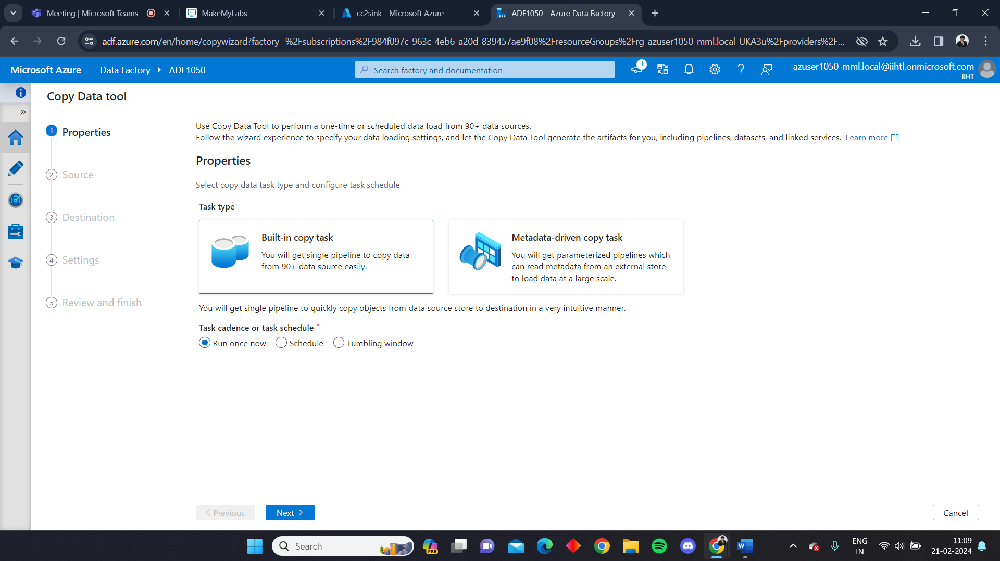 Meeting | Microsoft Teams
MakeMyLabs
cc2sink - Microsoft Azure
ADF1050 - Azure Data Factory
adf.azure.com/en/home/copywizard?factory=%2Fsubscriptions%2F984f097c-963c-4eb6-a20d-839457ae9f08%2FresourceGroups%2Frg-azuser1050_mml.local-UKA3u%2Fproviders%2F...
Microsoft Azure
Data Factory
ADF1050
Search factory and documentation
1
azuser1050_mml.local@iihtl.onmicrosoft.com
IIHT
Copy Data tool
1 Properties
2 Source
3 Destination
4 Settings
5 Review and finish
Use Copy Data Tool to perform a one-time or scheduled data load from 90+ data sources.
Follow the wizard experience to specify your data loading settings, and let the Copy Data Tool generate the artifacts for you, including pipelines, datasets, and linked services. Learn more
Properties
Select copy data task type and configure task schedule
Task type
Built-in copy task
You will get single pipeline to copy data
from 90+ data source easily.
Metadata-driven copy task
You will get parameterized pipelines which
can read metadata from an external store
to load data at a large scale.
You will get single pipeline to quickly copy objects from data source store to destination in a very intuitive manner.
Task cadence or task schedule *
Run once now
Schedule
Tumbling window
Previous
Next
Cancel
Search
PRE
W
ENG
IN
11:09
21-02-2024